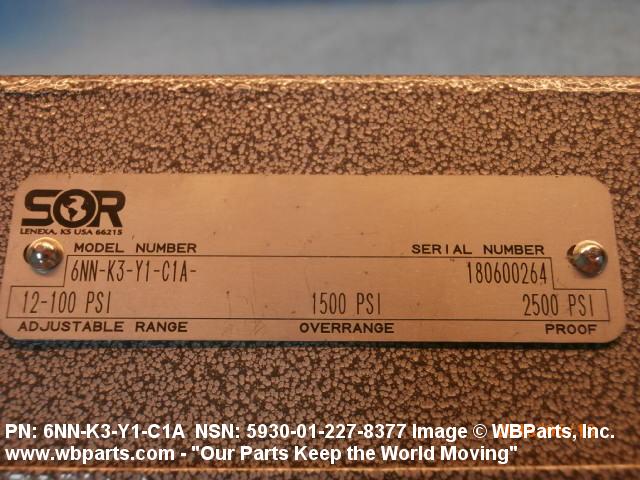 SOR
LENEXA, KS USA 66215
MODEL NUMBER SERIAL NUMBER
6NN-K3-Y1-C1A- 180600264
12-100 PSI 1500 PSI 2500 PSI
ADJUSTABLE RANGE OVERRANGE PROOF
PN: 6NN-K3-Y1-C1A NSN: 5930-01-227-8377 Image © WBParts, Inc.
www.wbparts.com - "Our Parts Keep the World Moving"